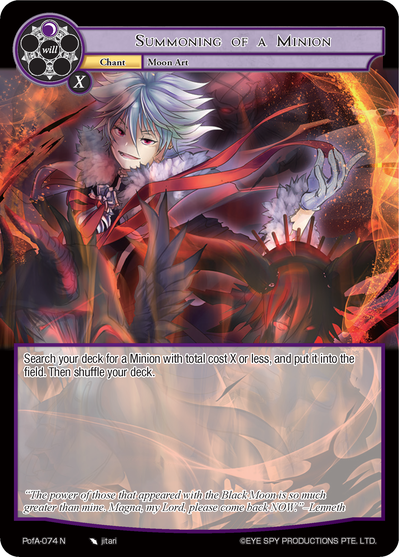 Summoning of a Minion
will
Chant Moon Art
X
Search your deck for a Minion with total cost X or less, and put it into the
field. Then shuffle your deck.
"The power of those that appeared with the Black Moon is so much
greater than mine. Magna, my Lord, please come back NOW." -Lenneth
PofA-074 N jitari ©EYE SPY PRODUCTIONS PTE. LTD.